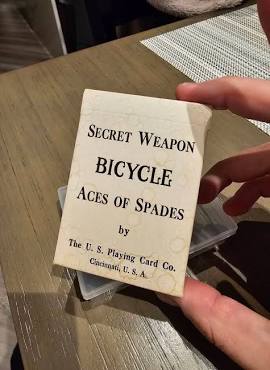 SECRET WEAPON
BICYCLE
ACES OF SPADES
by
The U. S. Playing Card Co.
Cincinnati, U. S. A.